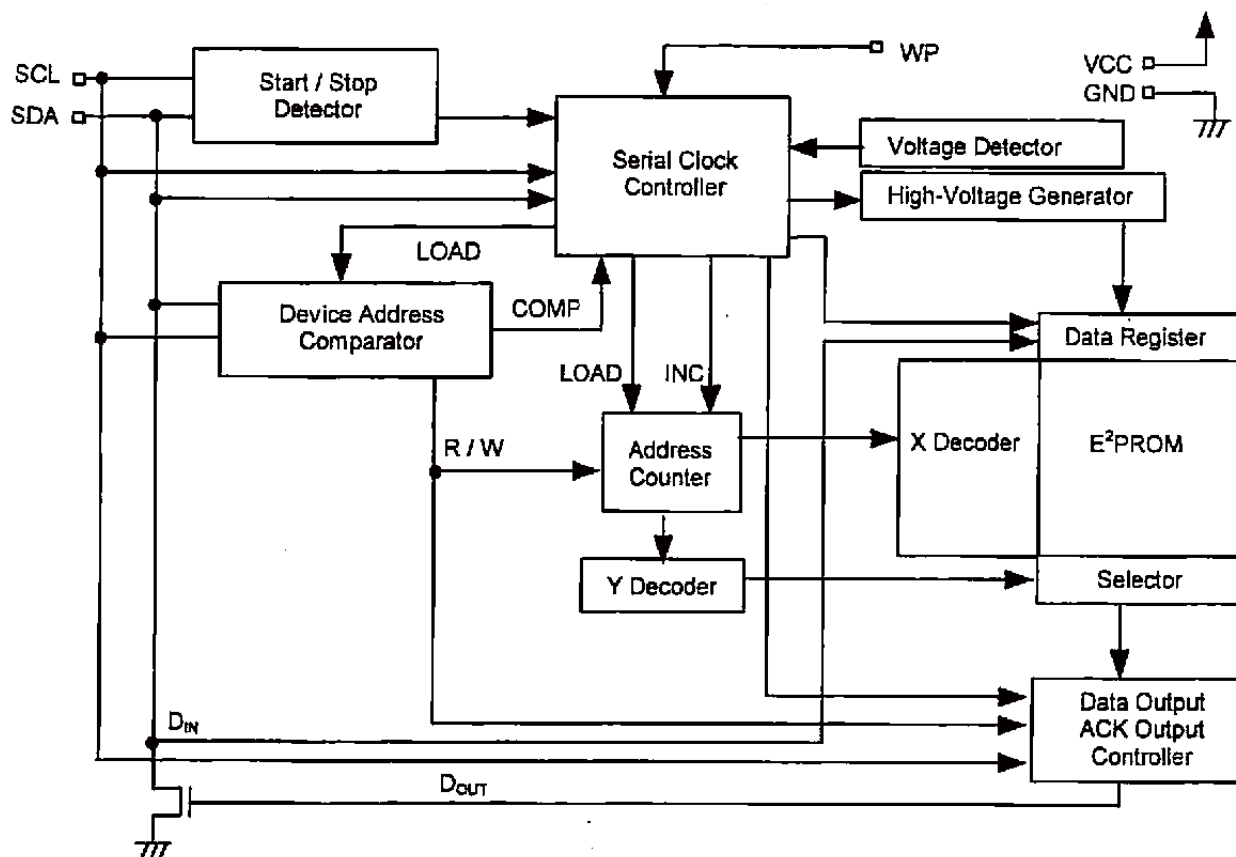 SCL
SDA
Start / Stop
Detector
WP
VCC
GND
Serial Clock
Controller
Voltage Detector
High-Voltage Generator
LOAD
Device Address
Comparator
COMP
LOAD
INC
Data Register
R / W
Address
Counter
X Decoder
E²PROM
Y Decoder
Selector
Data Output
ACK Output
Controller
DIN
DOUT